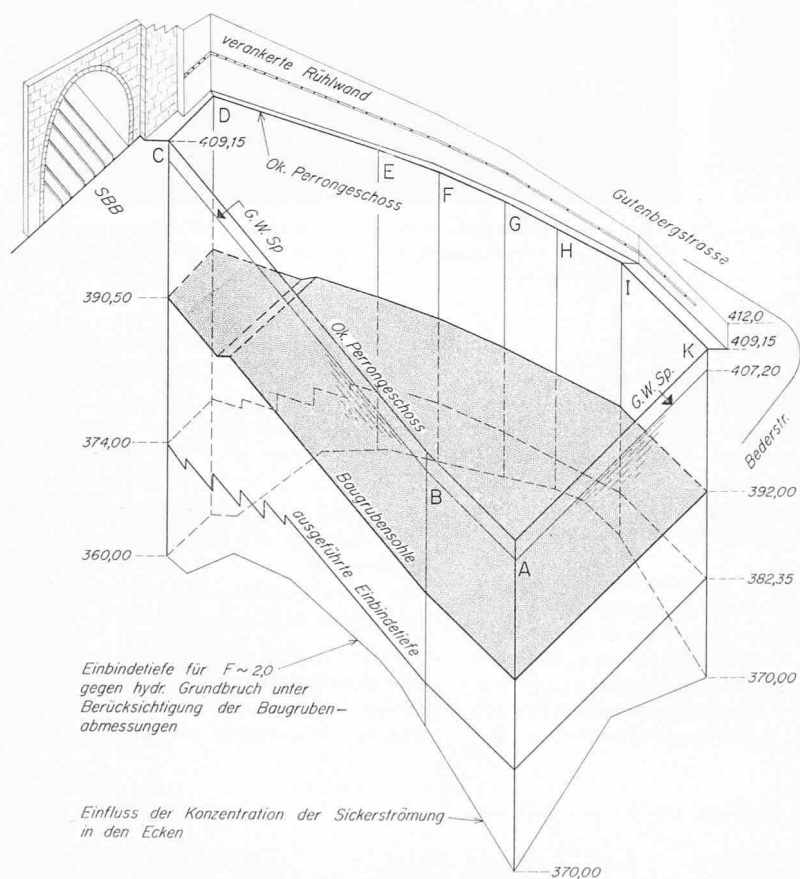 verankerte Rühlwand
D
C
409,15
Ok. Perrongeschoss
E
F
G
H
I
Gutenbergstrasse
SBB
G.W. Sp
412,0
409,15
K
407,20
G.W. Sp.
Bederstr.
390,50
Ok. Perrongeschoss
374,00
B
392,00
Baugrubensohle
ausgeführte Einbindetiefe
360,00
A
382,35
Einbindetiefe für F ~ 2,0
gegen hydr. Grundbruch unter
Berücksichtigung der Baugruben-
abmessungen
370,00
Einfluss der Konzentration der Sickerströmung
in den Ecken
370,00